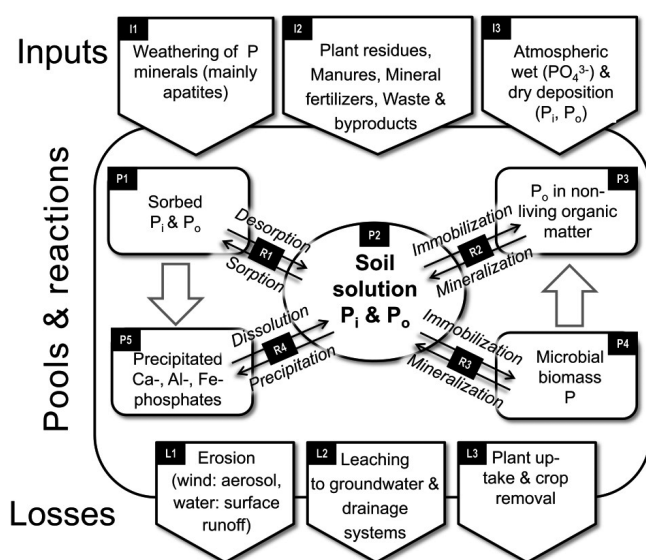 Inputs
I1
Weathering of P
minerals (mainly
apatites)
I2
Plant residues,
Manures, Mineral
fertilizers, Waste &
byproducts
I3
Atmospheric
wet (PO₄³⁻) &
dry deposition
(Pᵢ, Pₒ)
Pools & reactions
P1
Sorbed
Pᵢ & Pₒ
Desorption
R1
Sorption
P2
Soil
solution
Pᵢ & Pₒ
Immobilization
R2
Mineralization
P3
Pₒ in non-
living organic
matter
P5
Precipitated
Ca-, Al-, Fe-
phosphates
Dissolution
R4
Precipitation
Immobilization
R3
Mineralization
P4
Microbial
biomass
P
Losses
L1
Erosion
(wind: aerosol,
water: surface
runoff)
L2
Leaching
to groundwater &
drainage
systems
L3
Plant up-
take & crop
removal